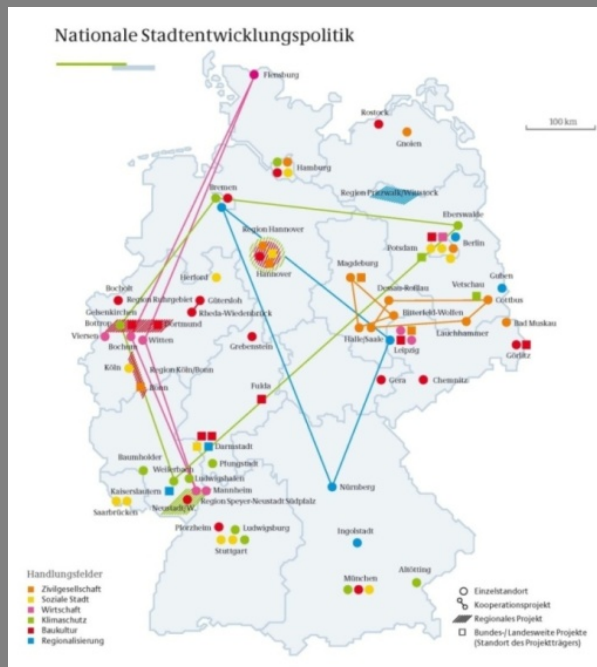 Nationale Stadtentwicklungspolitik
Flensburg
Rostock
Gnoien
100 km
Hamburg
Region Prignitz/Wittstock
Bremen
Eberswalde
Region Hannover
Berlin
Potsdam
Hannover
Magdeburg
Guben
Herford
Dessau-Roßlau
Vetschau
Bocholt
Region Ruhrgebiet
Gütersloh
Cottbus
Gelsenkirchen
Rheda-Wiedenbrück
Bitterfeld-Wolfen
Bottrop
Dortmund
Lauchhammer
Bad Muskau
Viersen
Witten
Halle/Saale
Bochum
Grebenstein
Leipzig
Görlitz
Köln
Region Köln/Bonn
Gera
Chemnitz
Bonn
Fulda
Darmstadt
Baumholder
Pfungstadt
Weilerbach
Ludwigshafen
Kaiserslautern
Mannheim
Nürnberg
Neustadt/W.
Region Speyer-Neustadt Südpfalz
Saarbrücken
Pforzheim
Ludwigsburg
Ingolstadt
Stuttgart
München
Altötting
Handlungsfelder
Zivilgesellschaft
Soziale Stadt
Wirtschaft
Klimaschutz
Baukultur
Regionalisierung
Einzelstandort
Kooperationsprojekt
Regionales Projekt
Bundes-/Landesweite Projekte
(Standort des Projektträgers)